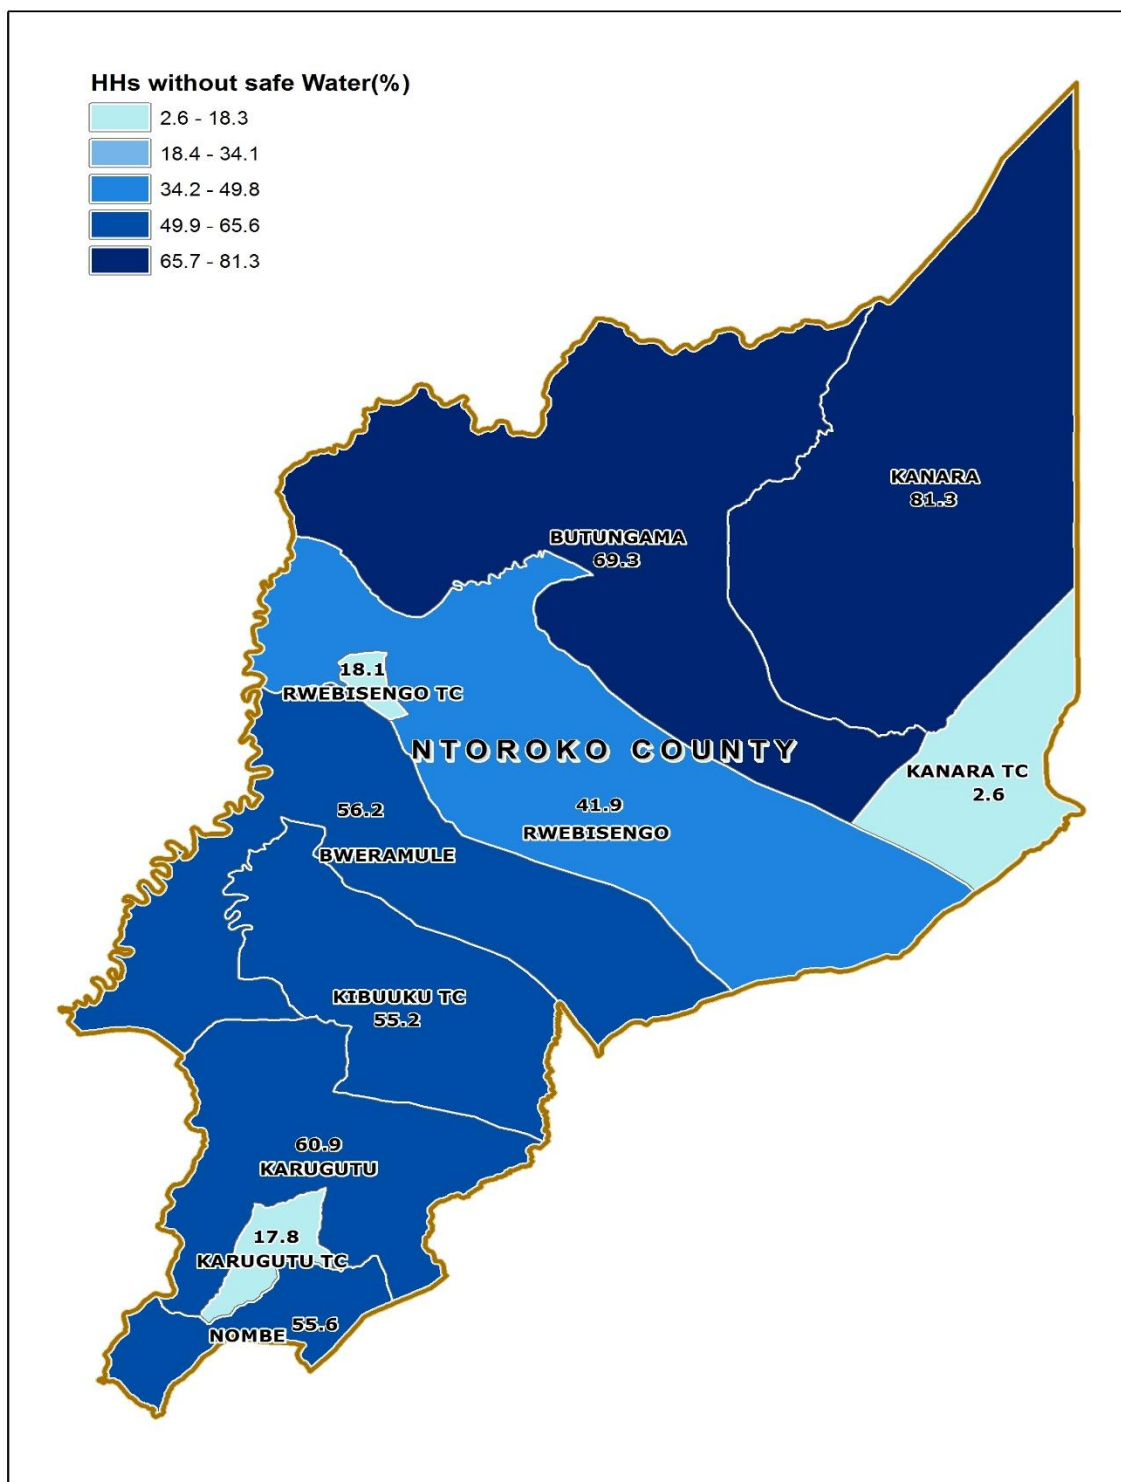 HHs without safe Water(%)
2.6 - 18.3
18.4 - 34.1
34.2 - 49.8
49.9 - 65.6
65.7 - 81.3
KANARA
81.3
BUTUNGAMA
69.3
18.1
RWEBISENGO TC
NTOROKO COUNTY
KANARA TC
2.6
41.9
RWEBISENGO
56.2
BWERAMULE
KIBUUKU TC
55.2
60.9
KARUGUTU
17.8
KARUGUTU TC
55.6
NOMBE